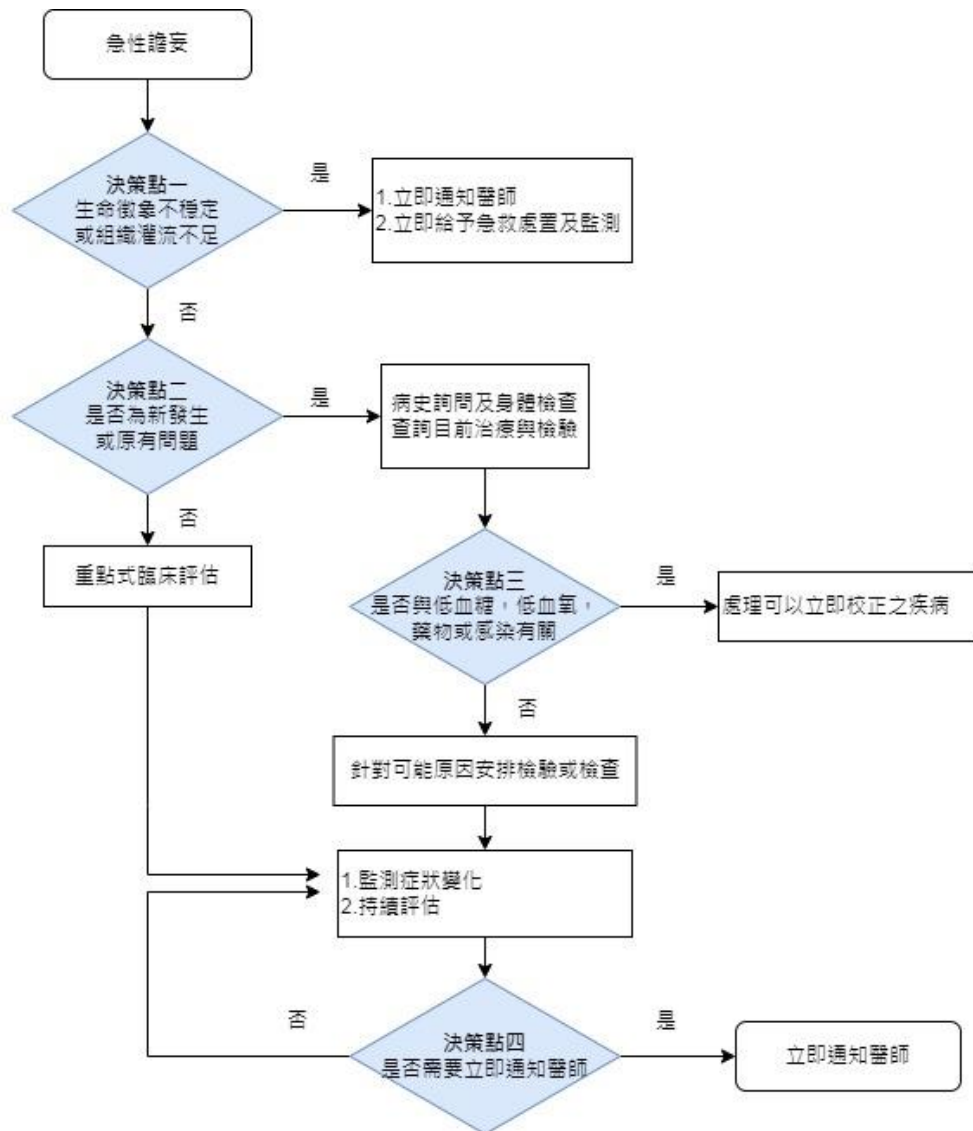 急性譫妄
決策點一
生命徵象不穩定
或組織灌流不足
是
1.立即通知醫師
2.立即給予急救處置及監測
否
決策點二
是否為新發生
或原有問題
是
病史詢問及身體檢查
查詢目前治療與檢驗
否
重點式臨床評估
決策點三
是否與低血糖，低血氧，
藥物或感染有關
是
處理可以立即校正之疾病
否
針對可能原因安排檢驗或檢查
1.監測症狀變化
2.持續評估
否
決策點四
是否需要立即通知醫師
是
立即通知醫師